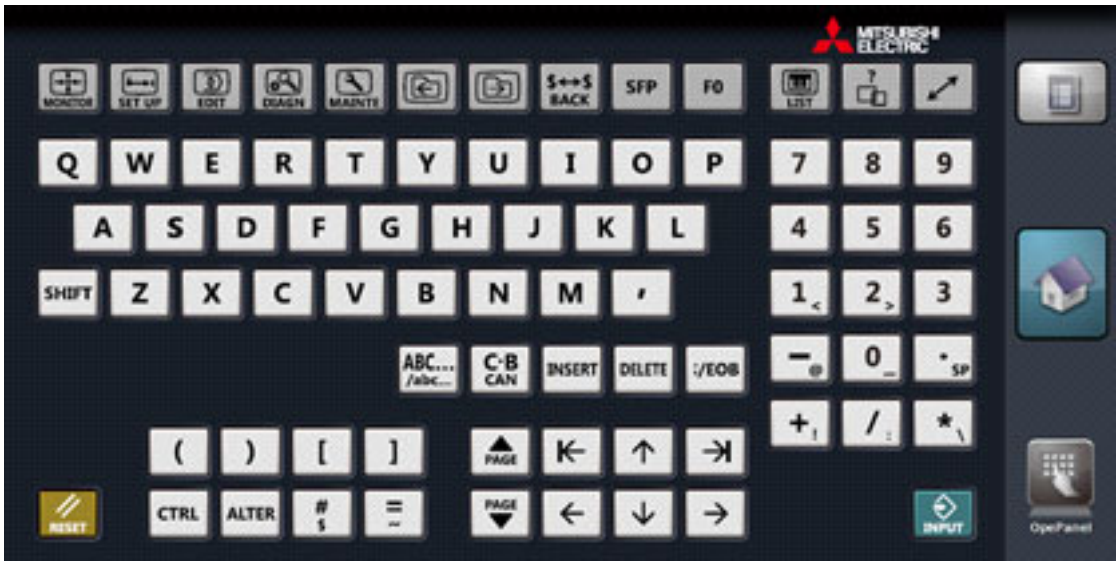 MITSUBISHI
ELECTRIC
MONITOR SET UP EDIT DIAGN MAINTE $↔$ BACK SFP F0 LIST ?
Q W E R T Y U I O P 7 8 9
A S D F G H J K L 4 5 6
SHIFT Z X C V B N M ' 1 < 2 > 3
ABC... /abc... C·B CAN INSERT DELETE ;/EOB - @ 0 _ . SP
+ ! / : * \
( ) [ ] PAGE
RESET CTRL ALTER # $ = ~ PAGE ← ↓ → INPUT
OpePanel